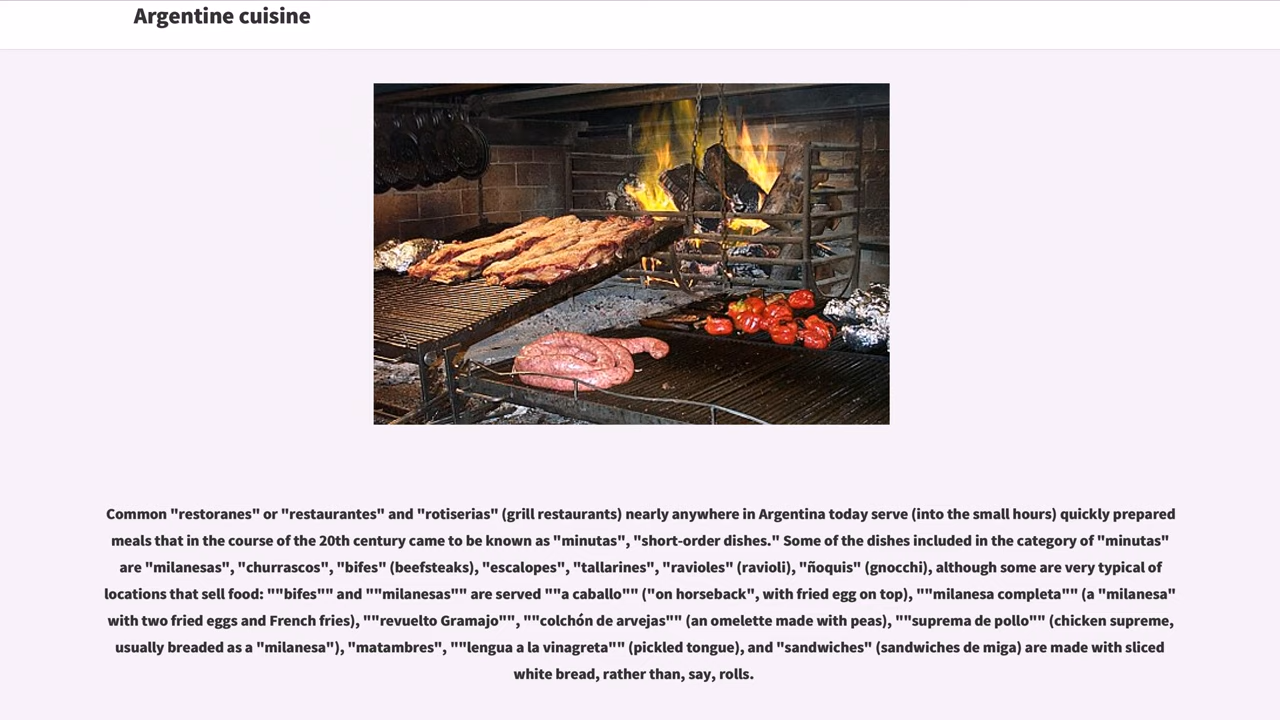 Argentine cuisine
Common "restoranes" or "restaurantes" and "rotiserias" (grill restaurants) nearly anywhere in Argentina today serve (into the small hours) quickly prepared
meals that in the course of the 20th century came to be known as "minutas", "short-order dishes." Some of the dishes included in the category of "minutas"
are "milanesas", "churrascos", "bifes" (beefsteaks), "escalopes", "tallarines", "ravioles" (ravioli), "ñoquis" (gnocchi), although some are very typical of
locations that sell food: ""bifes"" and ""milanesas"" are served ""a caballo"" ("on horseback", with fried egg on top), ""milanesa completa"" (a "milanesa"
with two fried eggs and French fries), ""revuelto Gramajo"", ""colchón de arvejas"" (an omelette made with peas), ""suprema de pollo"" (chicken supreme,
usually breaded as a "milanesa"), "matambres", ""lengua a la vinagreta"" (pickled tongue), and "sandwiches" (sandwiches de miga) are made with sliced
white bread, rather than, say, rolls.